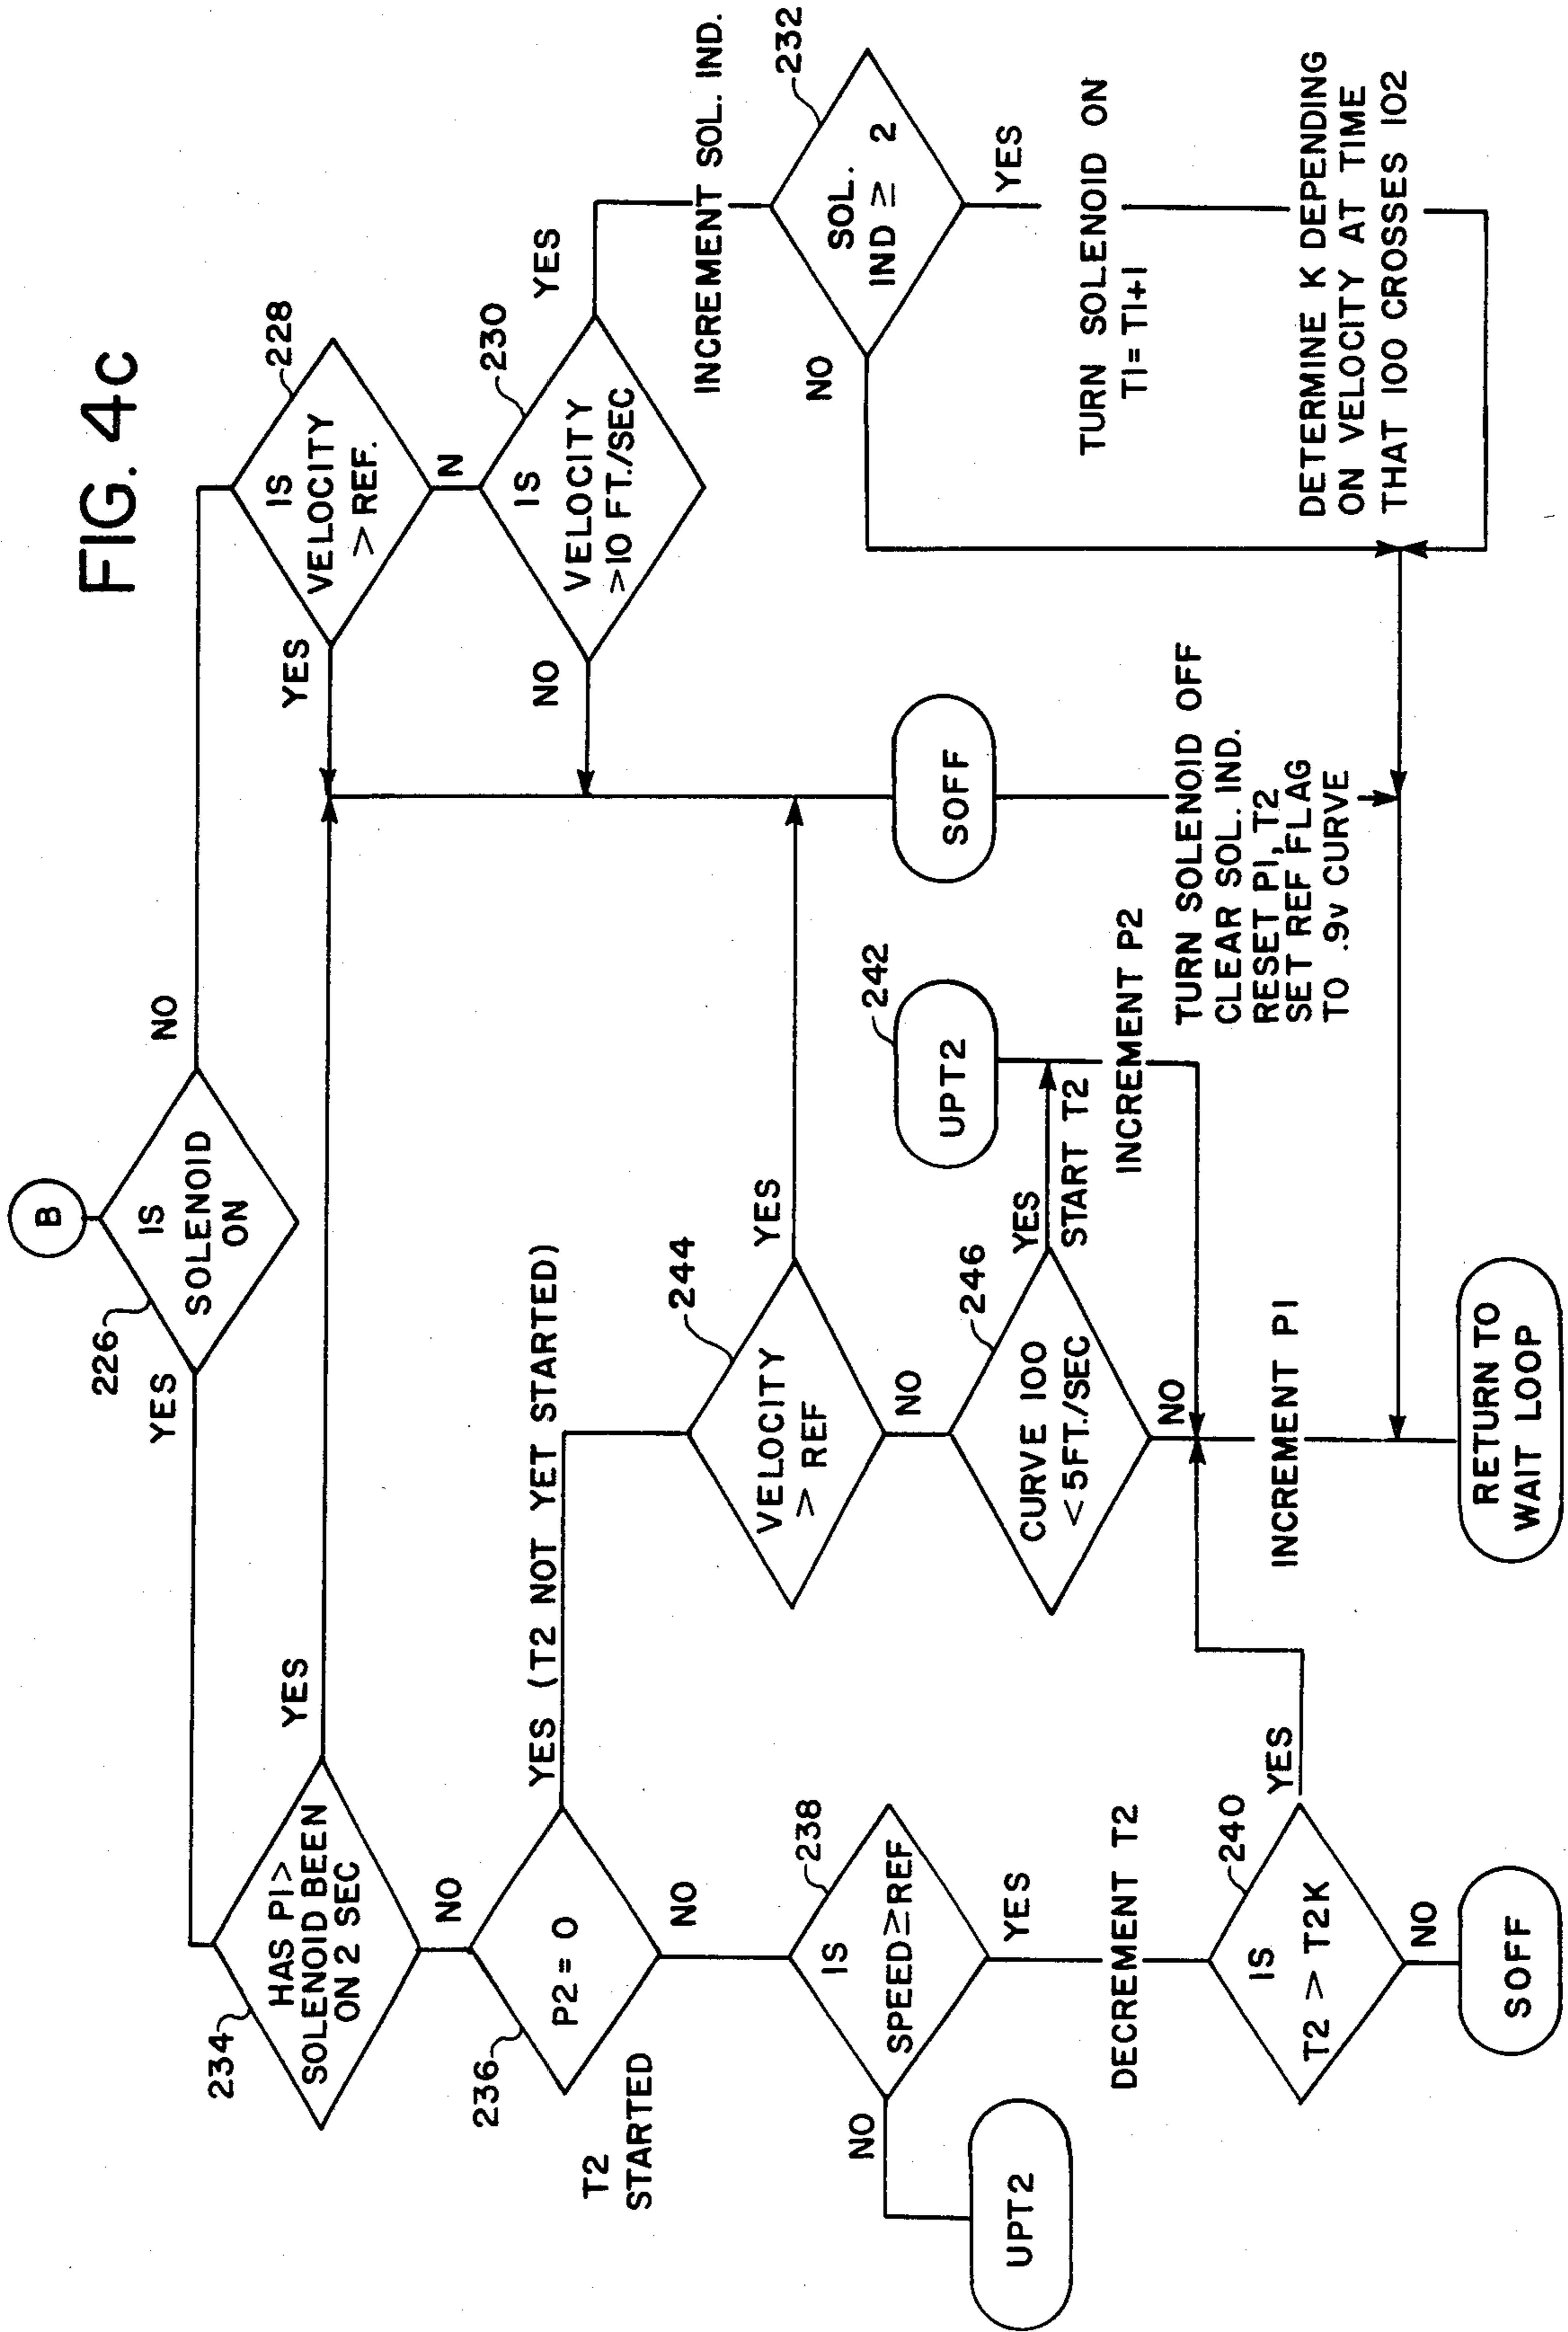 FIG. 4c
B
226
IS
SOLENOID
ON
YES
NO
228
IS
VELOCITY
> REF.
YES
N
230
IS
VELOCITY
>10 FT./SEC
NO
YES
INCREMENT SOL. IND.
232
SOL.
IND ≥ 2
NO
YES
TURN SOLENOID ON
T1= T1+1
DETERMINE K DEPENDING
ON VELOCITY AT TIME
THAT 100 CROSSES 102
234
HAS P1>
SOLENOID BEEN
ON 2 SEC
YES
NO
236
P2 = 0
YES (T2 NOT YET STARTED)
NO
T2
STARTED
238
IS
SPEED≥REF
NO
YES
UPT2
DECREMENT T2
240
IS
T2 > T2K
YES
NO
SOFF
244
VELOCITY
> REF
YES
NO
246
CURVE 100
<5FT./SEC
YES
START T2
NO
242
UPT2
INCREMENT P2
INCREMENT P1
SOFF
TURN SOLENOID OFF
CLEAR SOL. IND.
RESET P1, T2
SET REF FLAG
TO .9v CURVE
RETURN TO
WAIT LOOP